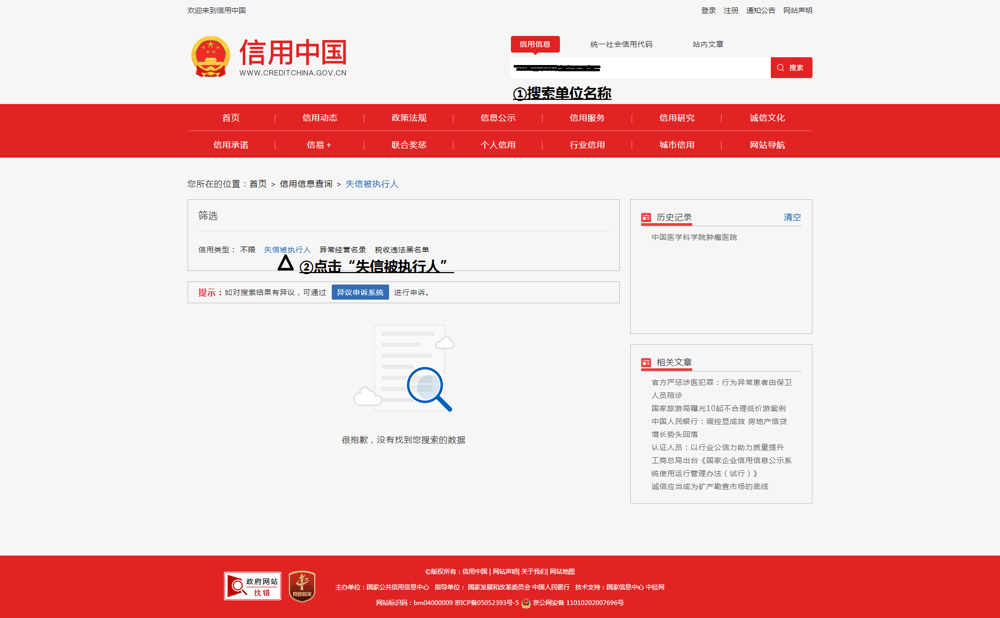 欢迎来到信用中国
登录 注册 通知公告 网站声明
信用中国
WWW.CREDITCHINA.GOV.CN
信用信息 统一社会信用代码 站内文章
搜索
①搜索单位名称
首页 | 信用动态 | 政策法规 | 信息公示 | 信用服务 | 信用研究 | 诚信文化
信用承诺 | 信易+ | 联合奖惩 | 个人信用 | 行业信用 | 城市信用 | 网站导航
您所在的位置：首页 > 信用信息查询 > 失信被执行人
筛选
信用类型： 不限 失信被执行人 异常经营名录 税收违法黑名单
②点击“失信被执行人”
提示：如对搜索结果有异议，可通过 异议申诉系统 进行申诉。
很抱歉，没有找到您搜索的数据
历史记录 清空
中国医学科学院肿瘤医院
相关文章
官方严惩涉医犯罪：行为异常患者由保卫
人员陪诊
国家旅游局曝光10起不合理低价游案例
中国人民银行：调控显成效 房地产信贷
增长势头回落
认证人员：以行业公信力助力质量提升
工商总局出台《国家企业信用信息公示系
统使用运行管理办法（试行）》
诚信应当成为矿产勘查市场的底线
政府网站
找错
党政机关
©版权所有：信用中国 | 网站声明| 关于我们| 网站地图
主办单位：国家公共信用信息中心 指导单位： 国家发展和改革委员会 中国人民银行 技术支持：国家信息中心 中经网
网站标识码：bm04000009 京ICP备05052393号-5 京公网安备 11010202007696号